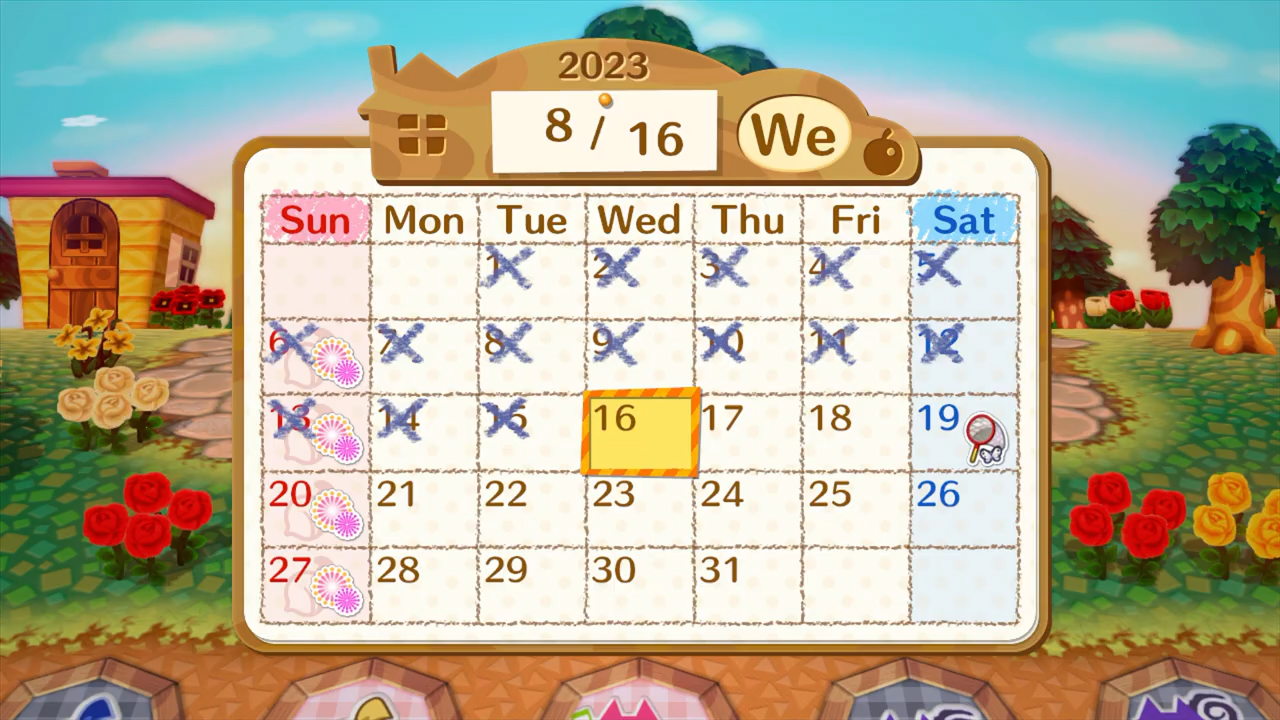 2023
8 / 16 We
Sun Mon Tue Wed Thu Fri Sat
1 2 3 4 5
6 7 8 9 10 11 12
13 14 15 16 17 18 19
20 21 22 23 24 25 26
27 28 29 30 31